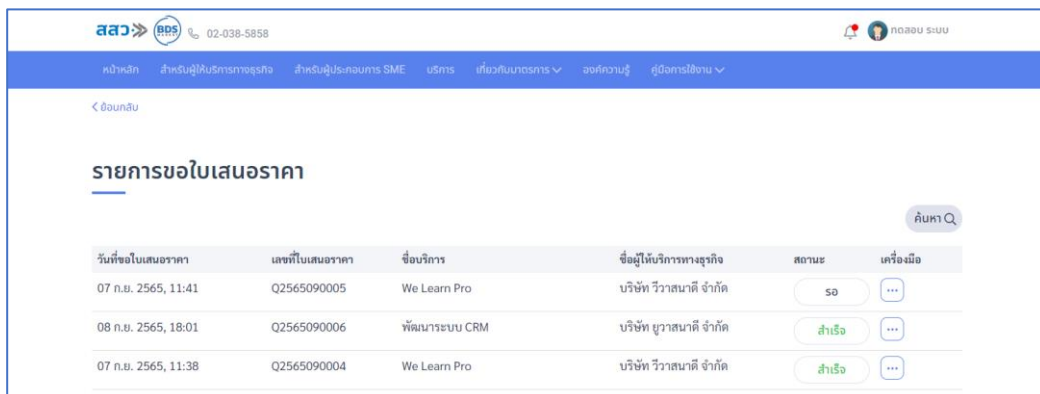 สสว BDS 02-038-5858 ทดสอบ ระบบ
หน้าหลัก สำหรับผู้ให้บริการทางธุรกิจ สำหรับผู้ประกอบการ SME บริการ เกี่ยวกับมาตรการ องค์ความรู้ คู่มือการใช้งาน
ย้อนกลับ
รายการขอใบเสนอราคา
ค้นหา
วันที่ขอใบเสนอราคา เลขที่ใบเสนอราคา ชื่อบริการ ชื่อผู้ให้บริการทางธุรกิจ สถานะ เครื่องมือ
07 ก.ย. 2565, 11:41 Q2565090005 We Learn Pro บริษัท วีวาสนาดี จำกัด รอ ...
08 ก.ย. 2565, 18:01 Q2565090006 พัฒนาระบบ CRM บริษัท ยูวาสนาดี จำกัด สำเร็จ ...
07 ก.ย. 2565, 11:38 Q2565090004 We Learn Pro บริษัท วีวาสนาดี จำกัด สำเร็จ ...